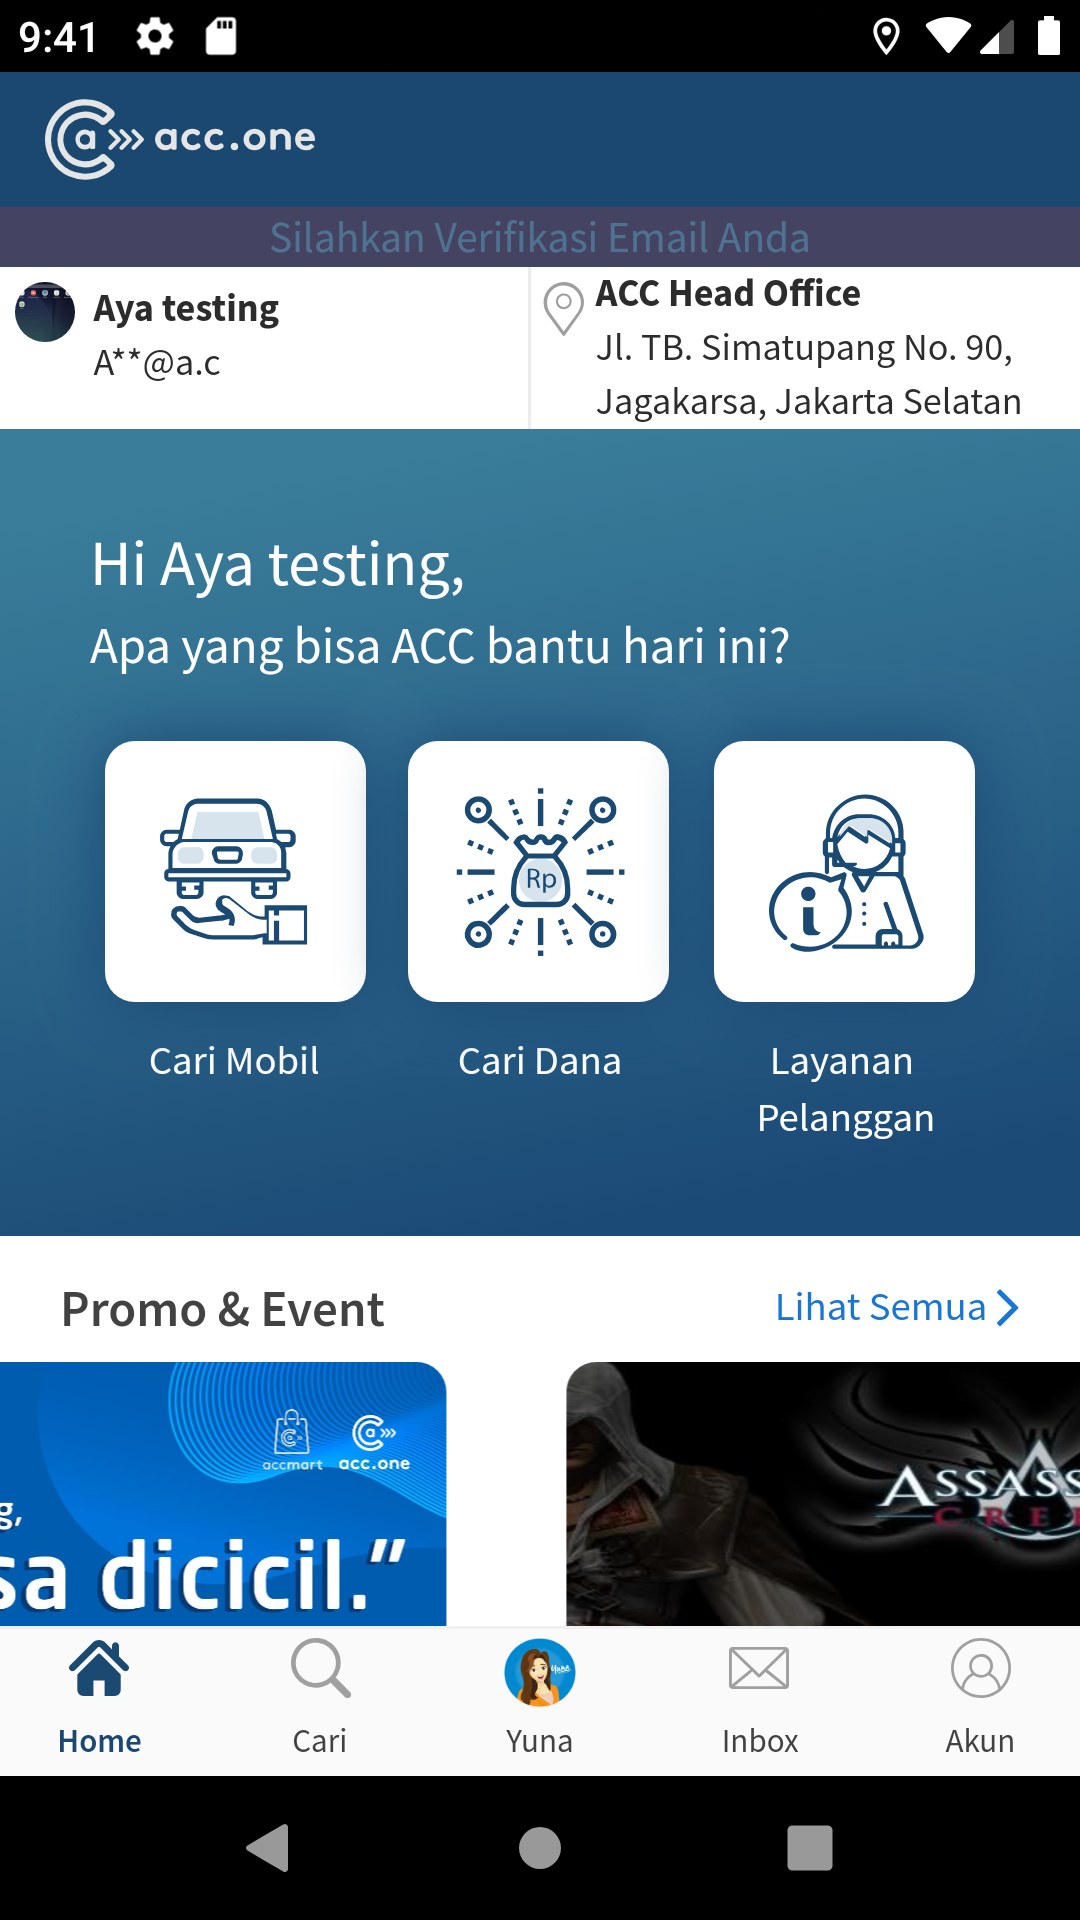 9:41
acc.one
Silahkan Verifikasi Email Anda
Aya testing
A**@a.c
ACC Head Office
Jl. TB. Simatupang No. 90,
Jagakarsa, Jakarta Selatan
Hi Aya testing,
Apa yang bisa ACC bantu hari ini?
Rp
Cari Mobil
Cari Dana
Layanan
Pelanggan
Promo & Event
Lihat Semua
accmart
acc.one
g,
sa dicicil.”
ASSASS
CREE
Home
Cari
Yuna
Inbox
Akun